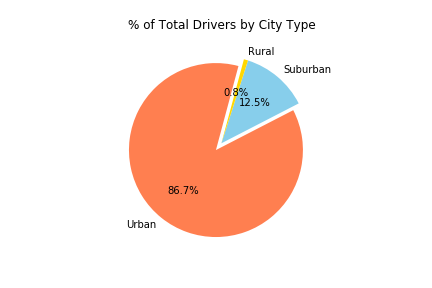 % of Total Drivers by City Type
Rural
Suburban
0.8%
12.5%
86.7%
Urban